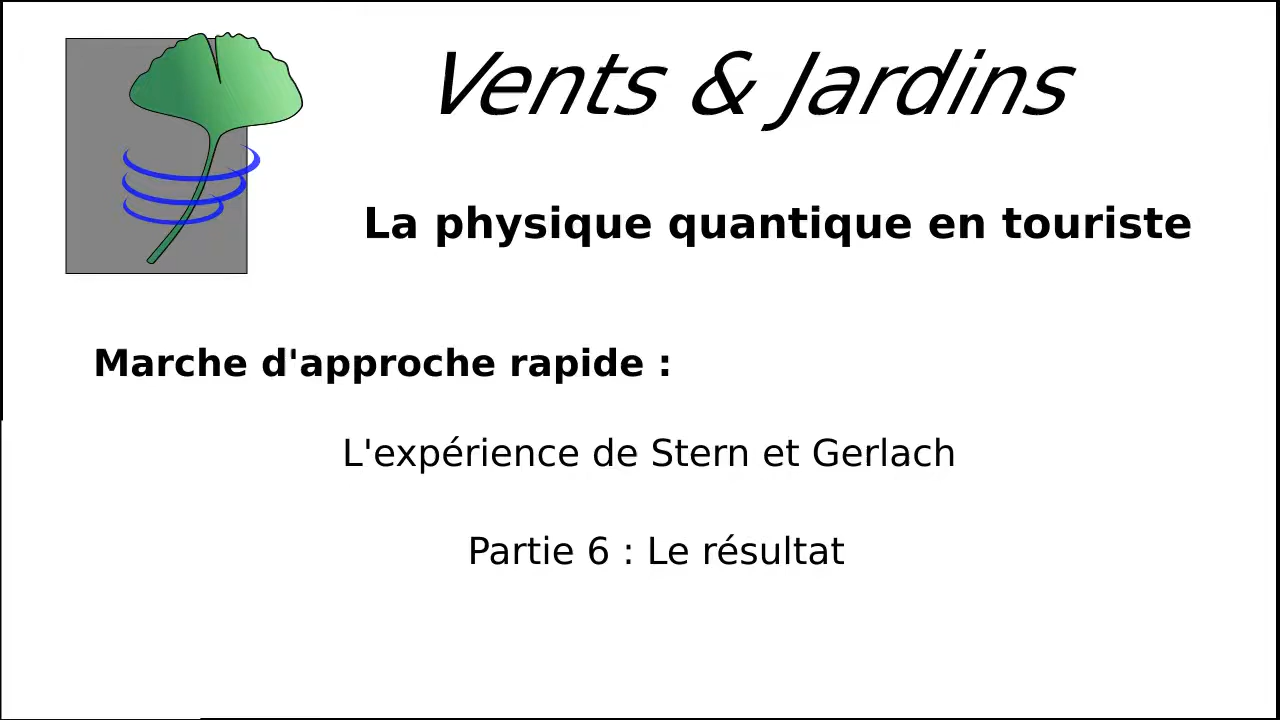 Vents & Jardins
La physique quantique en touriste
Marche d'approche rapide :
L'expérience de Stern et Gerlach
Partie 6 : Le résultat